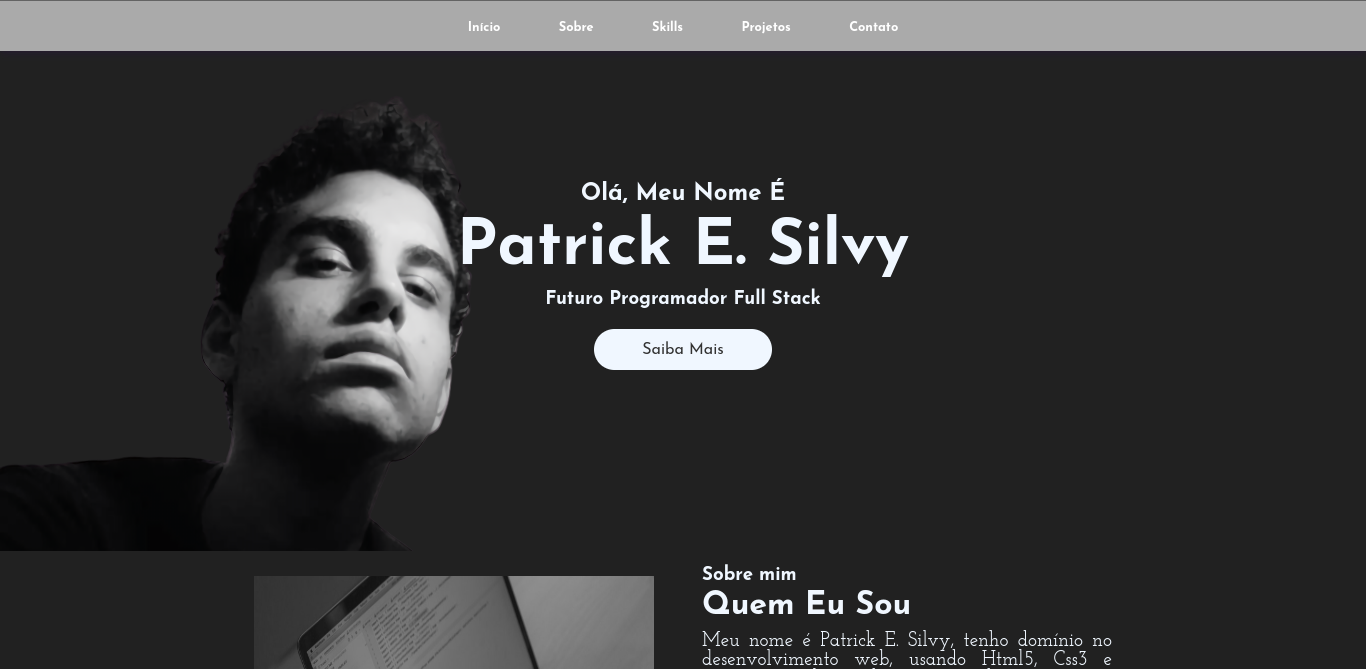 Início Sobre Skills Projetos Contato
Olá, Meu Nome É
Patrick E. Silvy
Futuro Programador Full Stack
Saiba Mais
Sobre mim
Quem Eu Sou
Meu nome é Patrick E. Silvy, tenho domínio no
desenvolvimento web, usando Html5, Css3 e